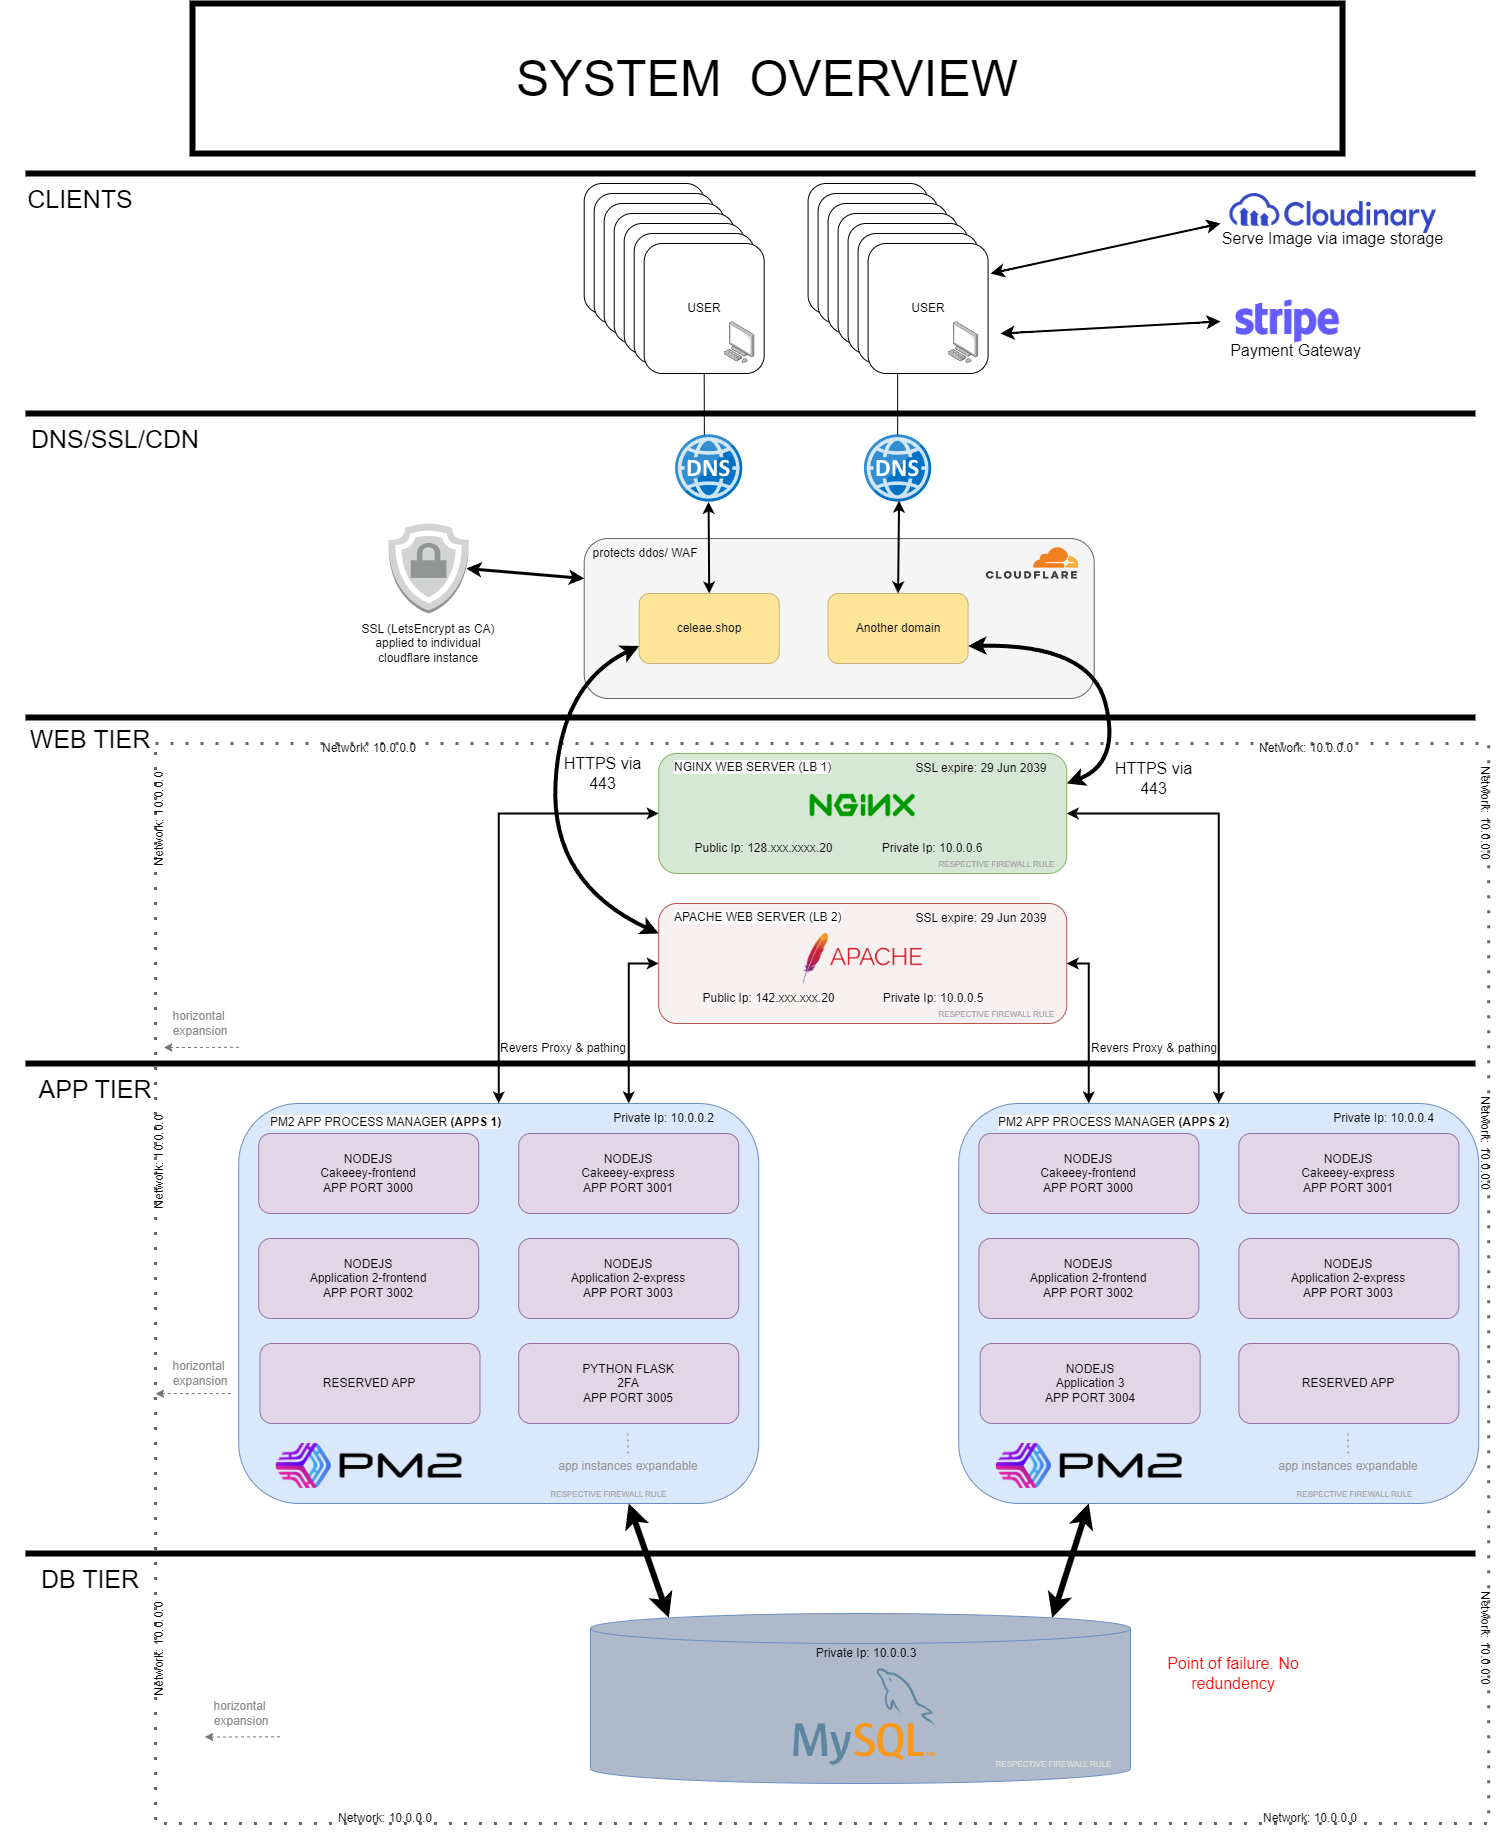 SYSTEM OVERVIEW
CLIENTS
Cloudinary
Serve Image via image storage
USER
USER
stripe
Payment Gateway
DNS/SSL/CDN
DNS
DNS
protects ddos/ WAF
CLOUDFLARE
SSL (LetsEncrypt as CA)
applied to individual
cloudflare instance
celeae.shop
Another domain
WEB TIER
Network: 10.0.0.0
Network: 10.0.0.0
Network: 10.0.0.0
Network: 10.0.0.0
HTTPS via
443
NGINX WEB SERVER (LB 1)
SSL expire: 29 Jun 2039
NGINX
Public Ip: 128.xxx.xxxx.20
Private Ip: 10.0.0.6
RESPECTIVE FIREWALL RULE
HTTPS via
443
APACHE WEB SERVER (LB 2)
SSL expire: 29 Jun 2039
APACHE
Public Ip: 142.xxx.xxx.20
Private Ip: 10.0.0.5
RESPECTIVE FIREWALL RULE
horizontal
expansion
Revers Proxy & pathing
Revers Proxy & pathing
APP TIER
Network: 10.0.0.0
Network: 10.0.0.0
PM2 APP PROCESS MANAGER (APPS 1)
Private Ip: 10.0.0.2
NODEJS
Cakeeey-frontend
APP PORT 3000
NODEJS
Cakeeey-express
APP PORT 3001
NODEJS
Application 2-frontend
APP PORT 3002
NODEJS
Application 2-express
APP PORT 3003
RESERVED APP
PYTHON FLASK
2FA
APP PORT 3005
PM2
app instances expandable
RESPECTIVE FIREWALL RULE
PM2 APP PROCESS MANAGER (APPS 2)
Private Ip: 10.0.0.4
NODEJS
Cakeeey-frontend
APP PORT 3000
NODEJS
Cakeeey-express
APP PORT 3001
NODEJS
Application 2-frontend
APP PORT 3002
NODEJS
Application 2-express
APP PORT 3003
NODEJS
Application 3
APP PORT 3004
RESERVED APP
PM2
app instances expandable
RESPECTIVE FIREWALL RULE
horizontal
expansion
DB TIER
Network: 10.0.0.0
Network: 10.0.0.0
Private Ip: 10.0.0.3
MySQL™
RESPECTIVE FIREWALL RULE
Point of failure. No
redundency
horizontal
expansion
Network: 10.0.0.0
Network: 10.0.0.0